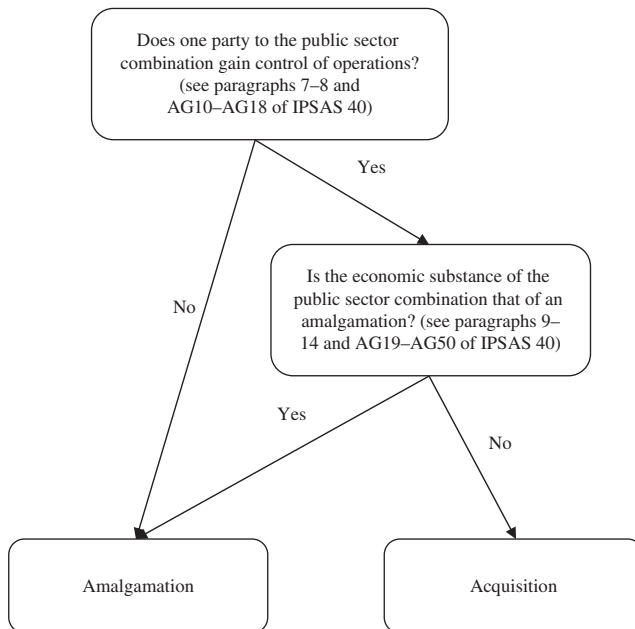 Does one party to the public sector
combination gain control of operations?
(see paragraphs 7–8 and
AG10–AG18 of IPSAS 40)
Yes
Is the economic substance of the
public sector combination that of an
amalgamation? (see paragraphs 9–
14 and AG19–AG50 of IPSAS 40)
No
Yes
No
Amalgamation
Acquisition